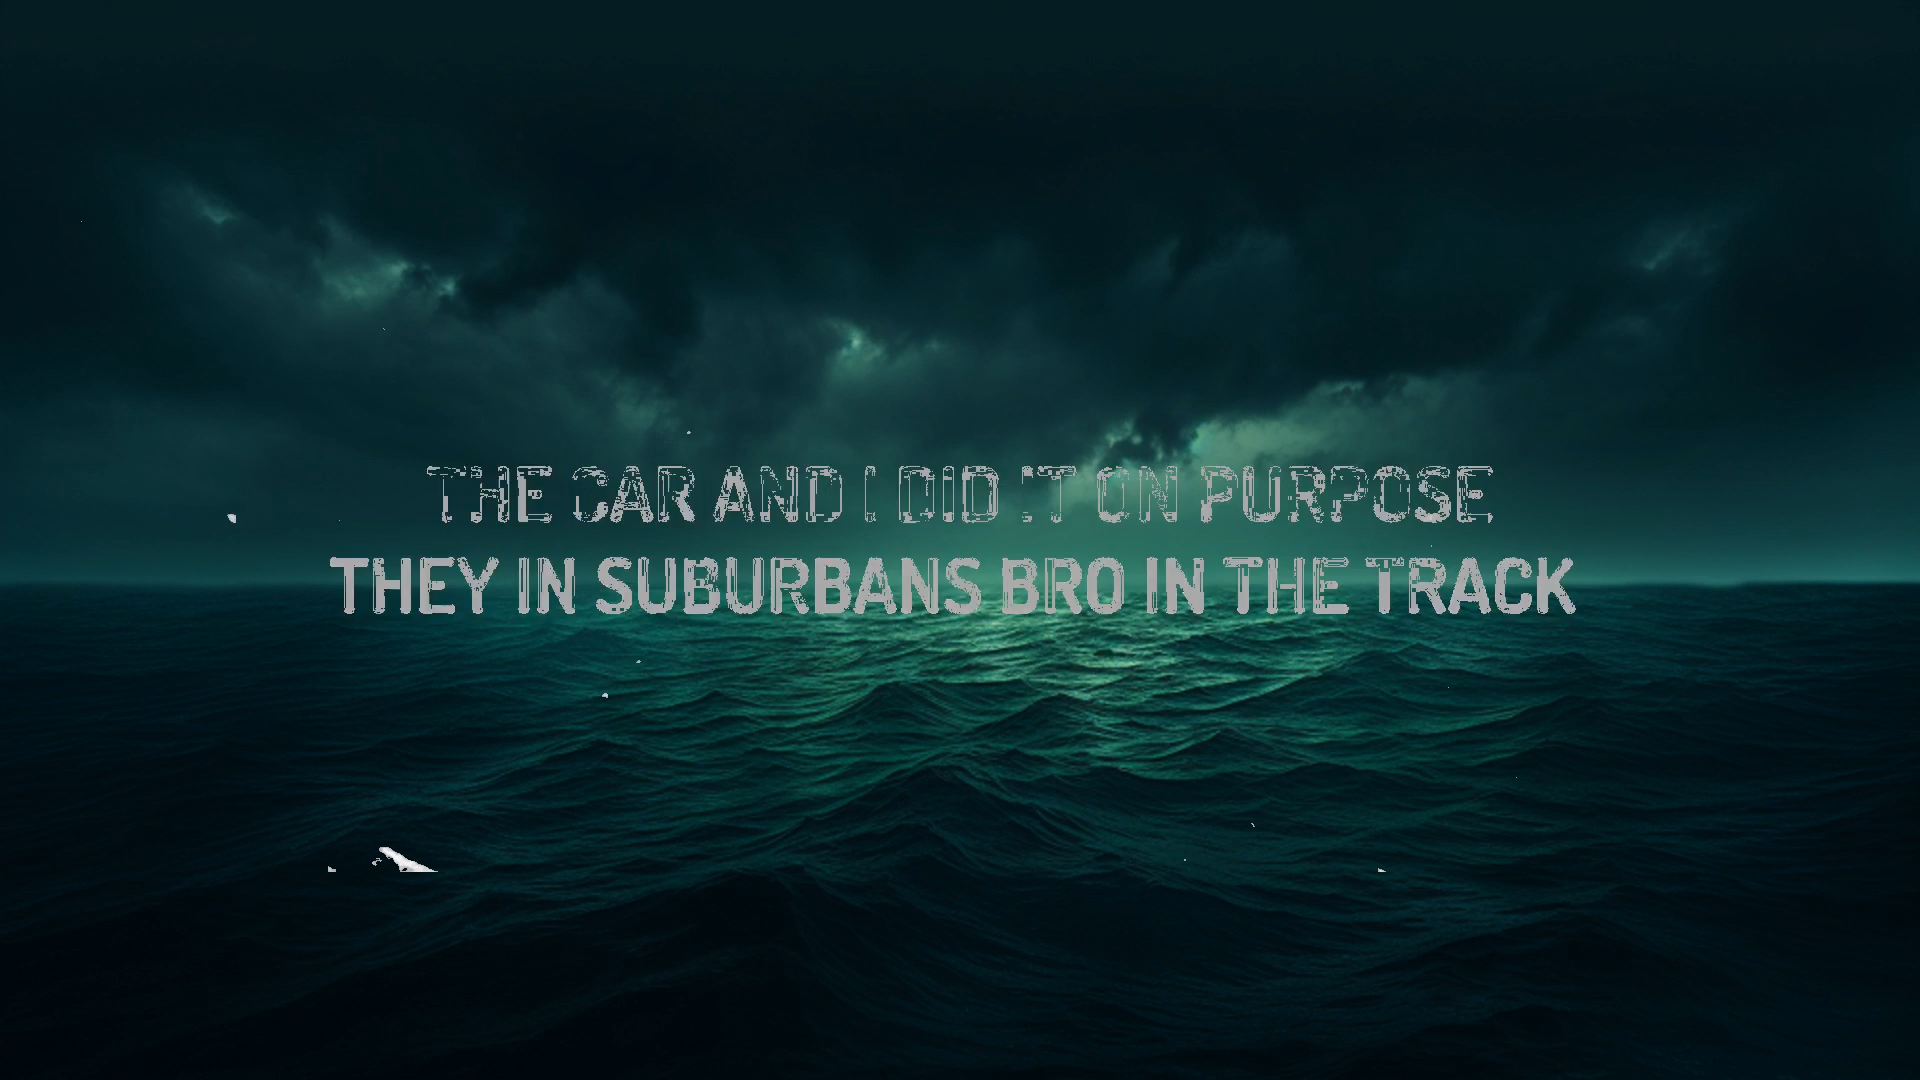 THE CAR AND I DID IT ON PURPOSE
THEY IN SUBURBANS BRO IN THE TRACK